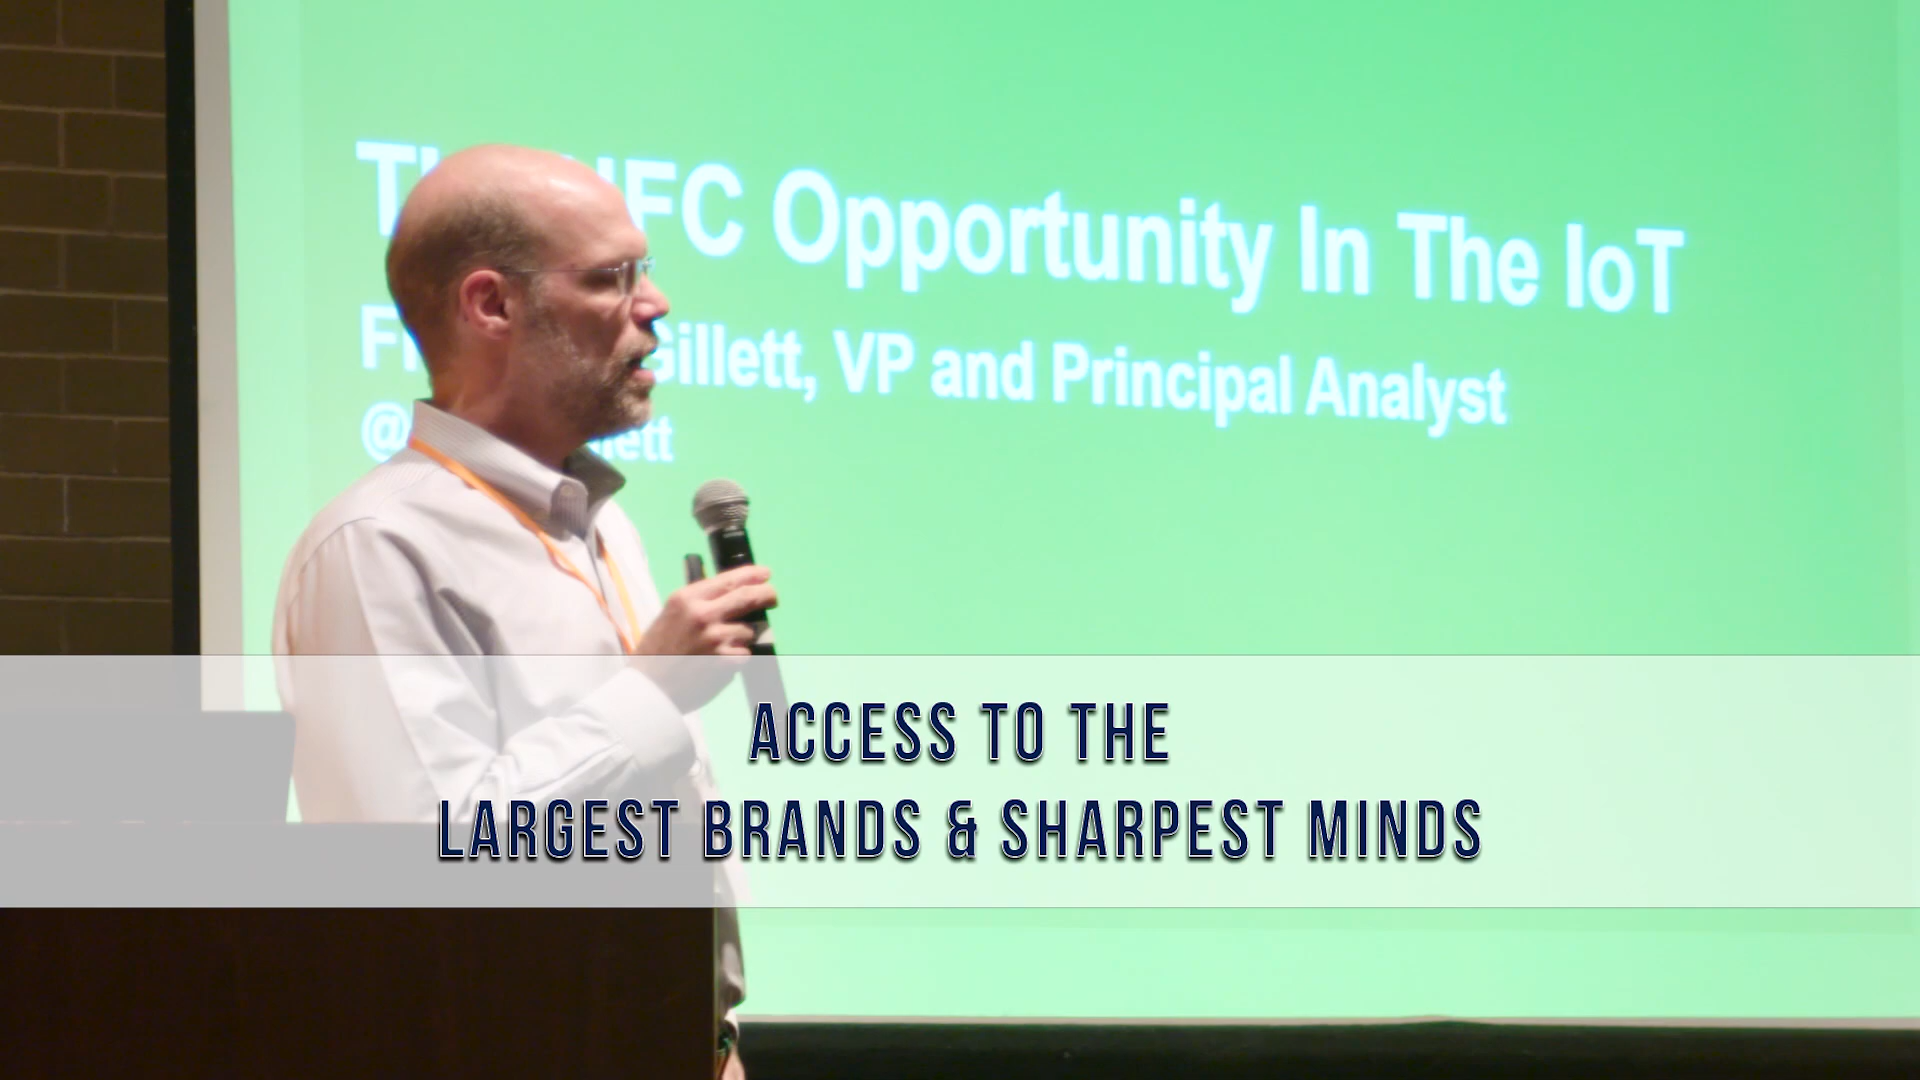 NFC Opportunity In The IoT
Gillett, VP and Principal Analyst
ACCESS TO THE
LARGEST BRANDS & SHARPEST MINDS